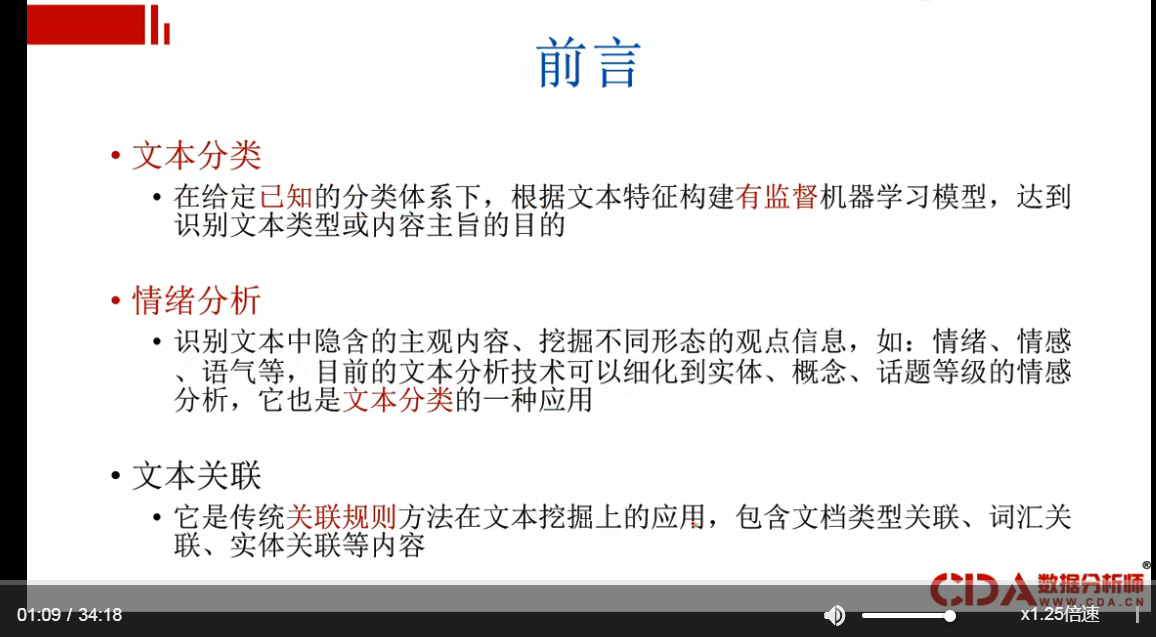 前言
• 文本分类
• 在给定已知的分类体系下，根据文本特征构建有监督机器学习模型，达到
识别文本类型或内容主旨的目的
• 情绪分析
• 识别文本中隐含的主观内容、挖掘不同形态的观点信息，如：情绪、情感
、语气等，目前的文本分析技术可以细化到实体、概念、话题等级的情感
分析，它也是文本分类的一种应用
• 文本关联
• 它是传统关联规则方法在文本挖掘上的应用，包含文档类型关联、词汇关
联、实体关联等内容
CDA 数据分析师®
WWW.CDA.CN
01:09 / 34:18
x1.25倍速